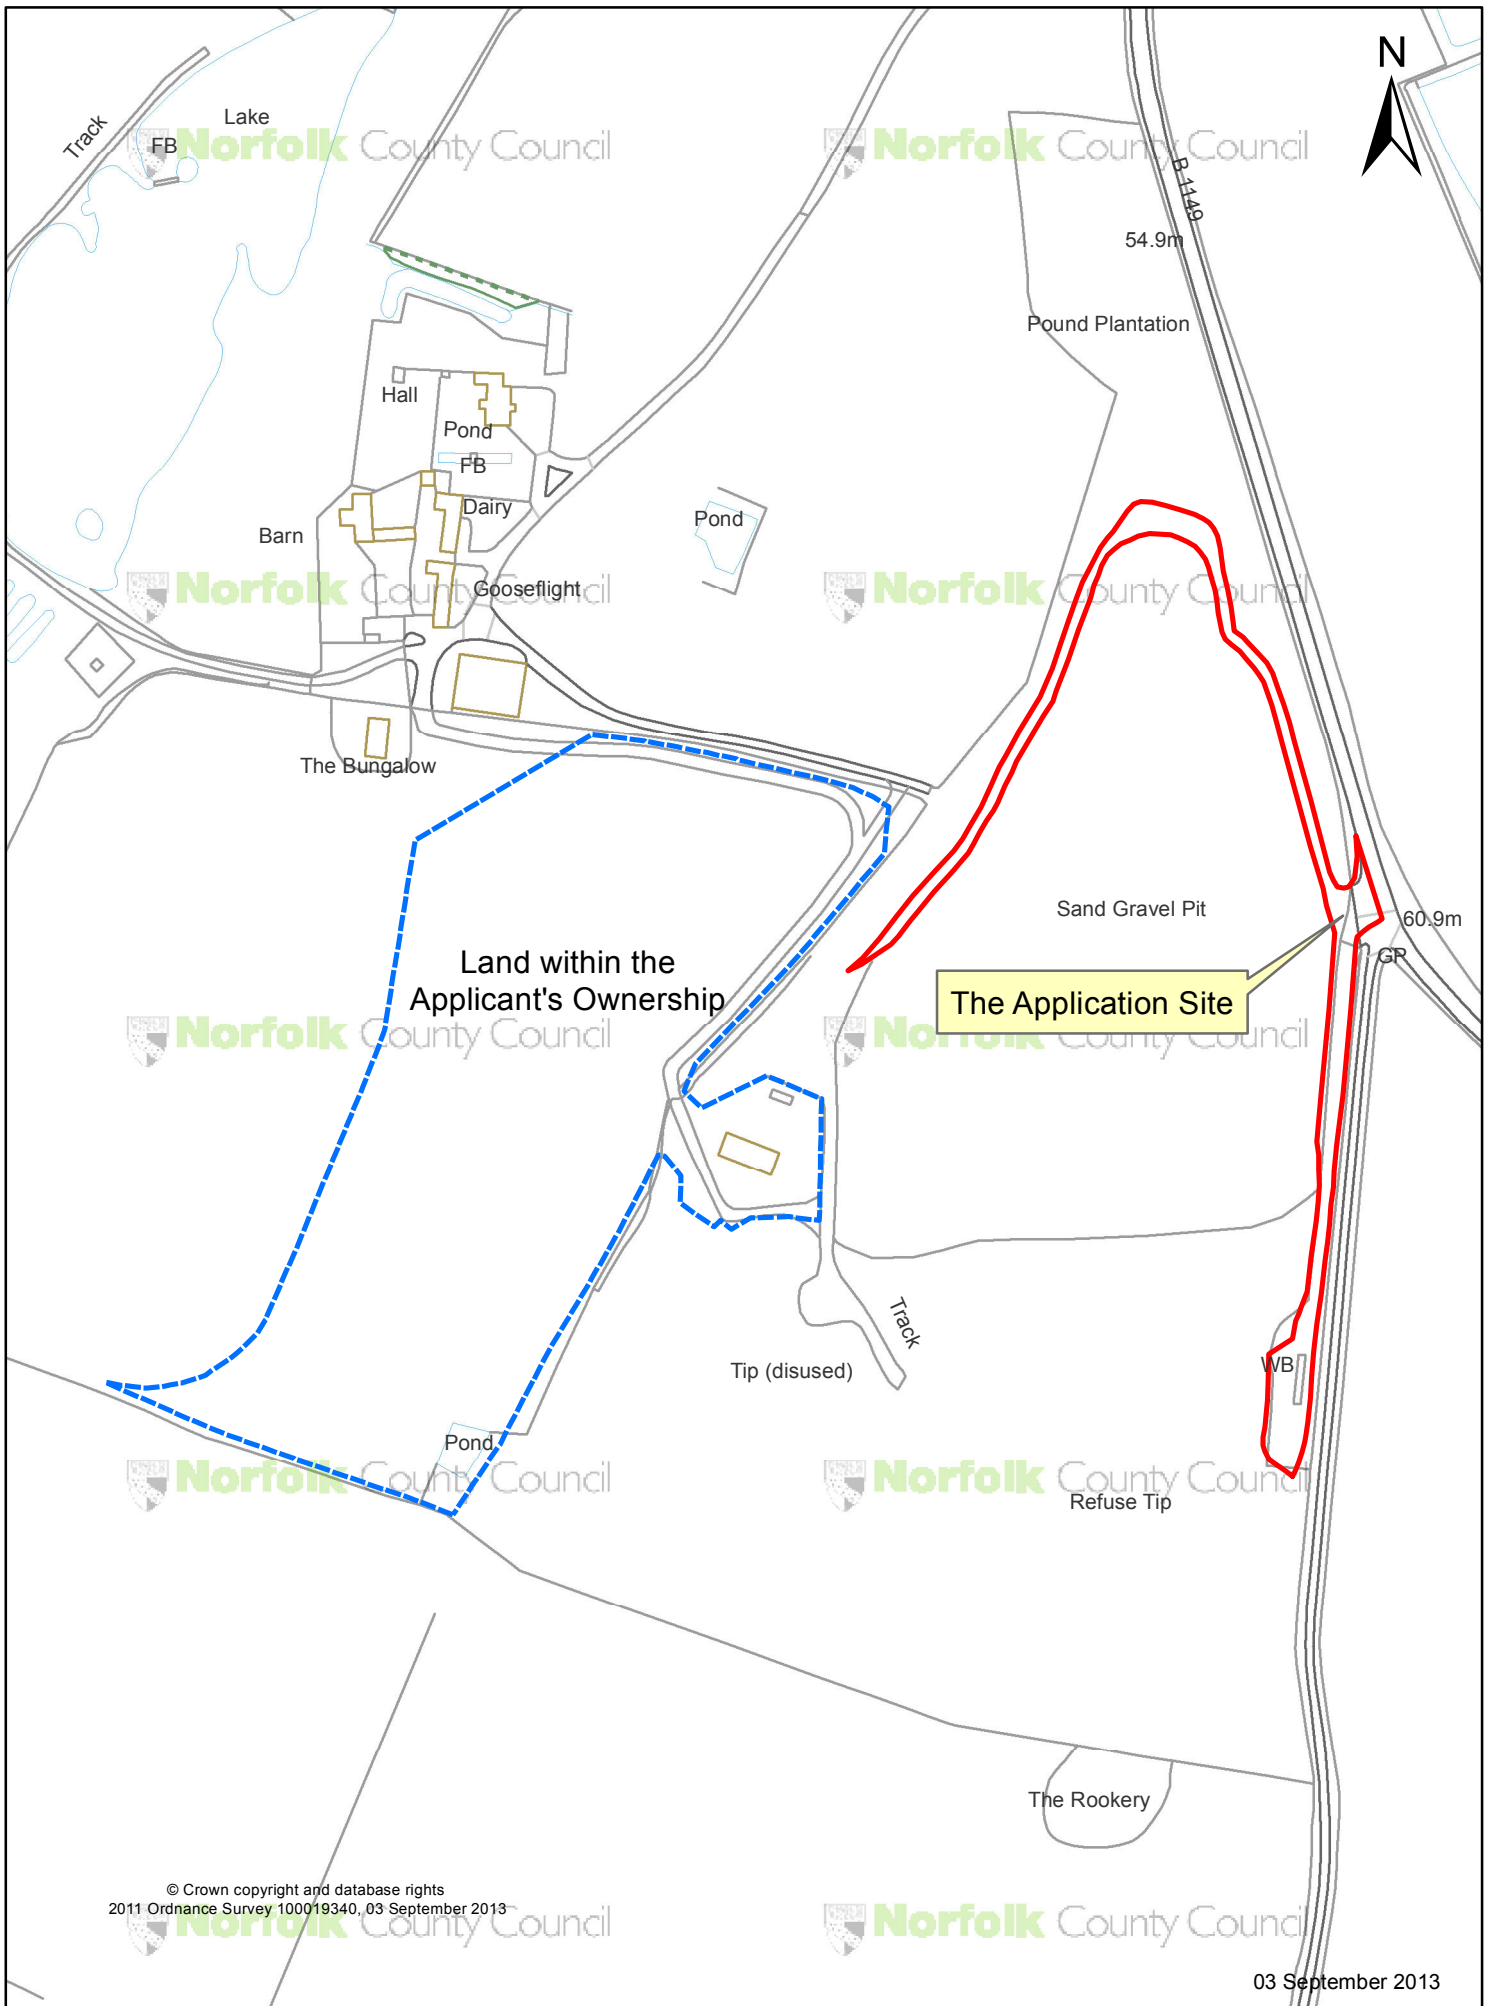 N
Track
Lake
FB
Norfolk County Council
Norfolk County Council
B 1149
54.9m
Pound Plantation
Hall
Pond
FB
Dairy
Pond
Barn
Gooseflight
Norfolk County Council
Norfolk County Council
The Bungalow
Sand Gravel Pit
60.9m
GP
Land within the
Applicant's Ownership
The Application Site
Norfolk County Council
Norfolk County Council
Track
Tip (disused)
WB
Pond
Norfolk County Council
Norfolk County Council
Refuse Tip
The Rookery
© Crown copyright and database rights
2011 Ordnance Survey 100019340, 03 September 2013
Norfolk County Council
Norfolk County Council
03 September 2013